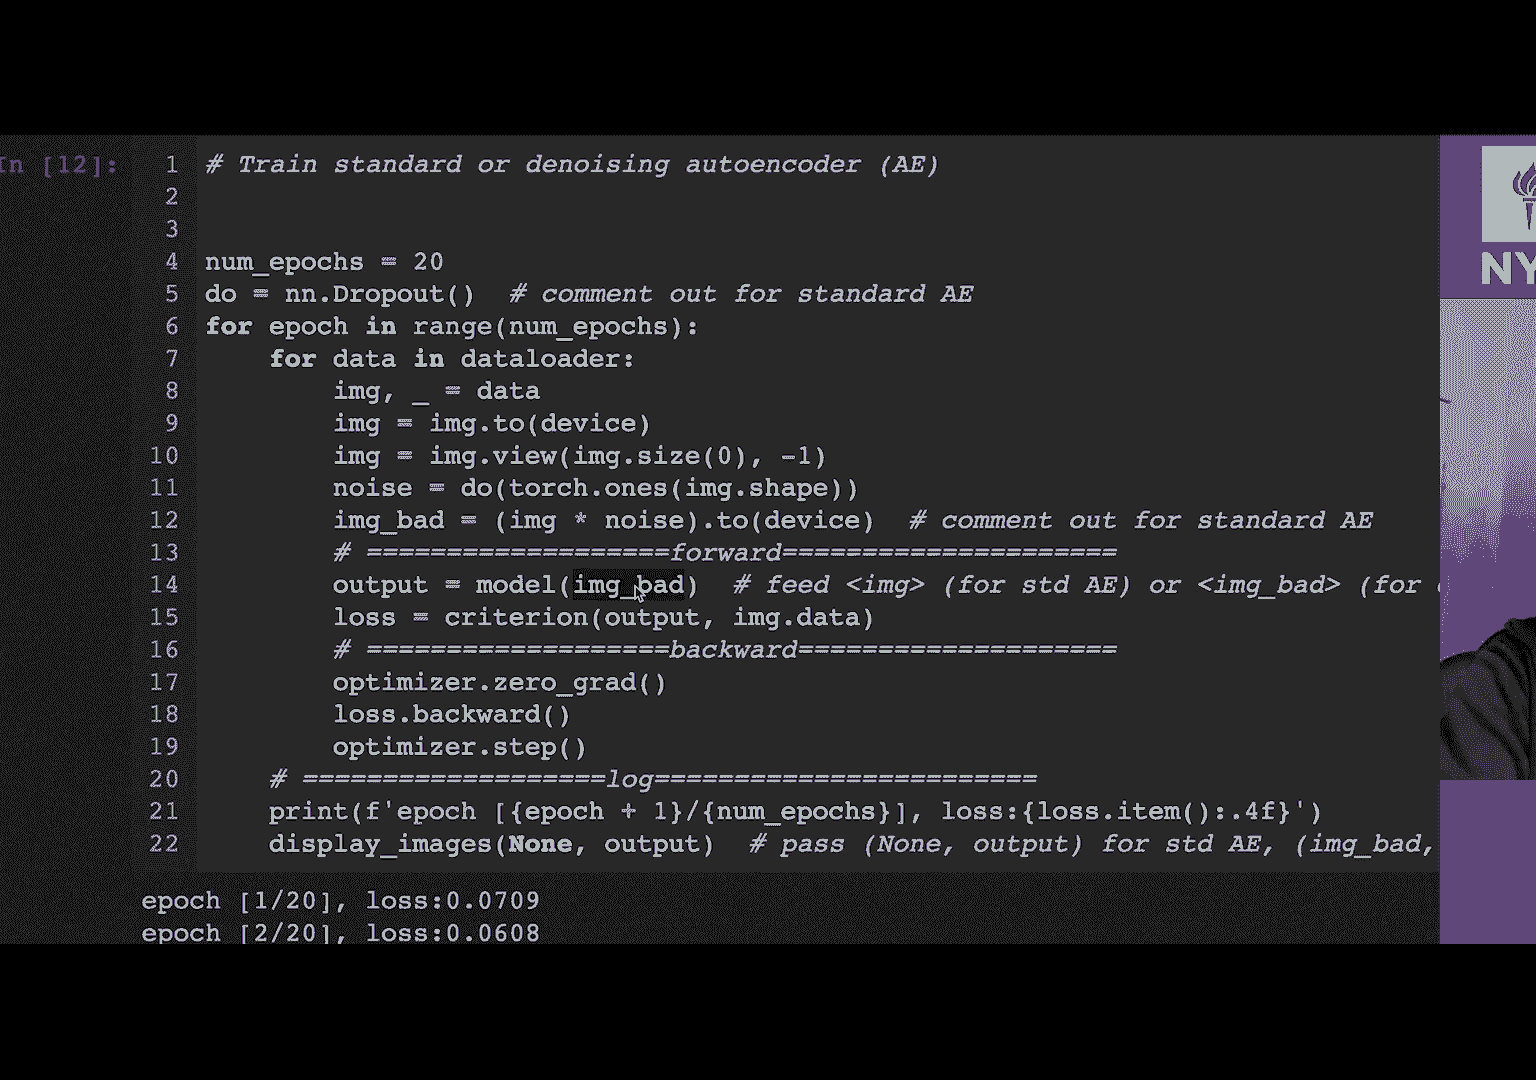 In [12]:
1 # Train standard or denoising autoencoder (AE)
2
3
4 num_epochs = 20
5 do = nn.Dropout()  # comment out for standard AE
6 for epoch in range(num_epochs):
7     for data in dataloader:
8         img, _ = data
9         img = img.to(device)
10         img = img.view(img.size(0), -1)
11         noise = do(torch.ones(img.shape))
12         img_bad = (img * noise).to(device)  # comment out for standard AE
13         # ===================forward=====================
14         output = model(img_bad)  # feed <img> (for std AE) or <img_bad> (for
15         loss = criterion(output, img.data)
16         # ===================backward====================
17         optimizer.zero_grad()
18         loss.backward()
19         optimizer.step()
20     # ===================log========================
21     print(f'epoch [{epoch + 1}/{num_epochs}], loss:{loss.item():.4f}')
22     display_images(None, output)  # pass (None, output) for std AE, (img_bad,
epoch [1/20], loss:0.0709
epoch [2/20], loss:0.0608
NY